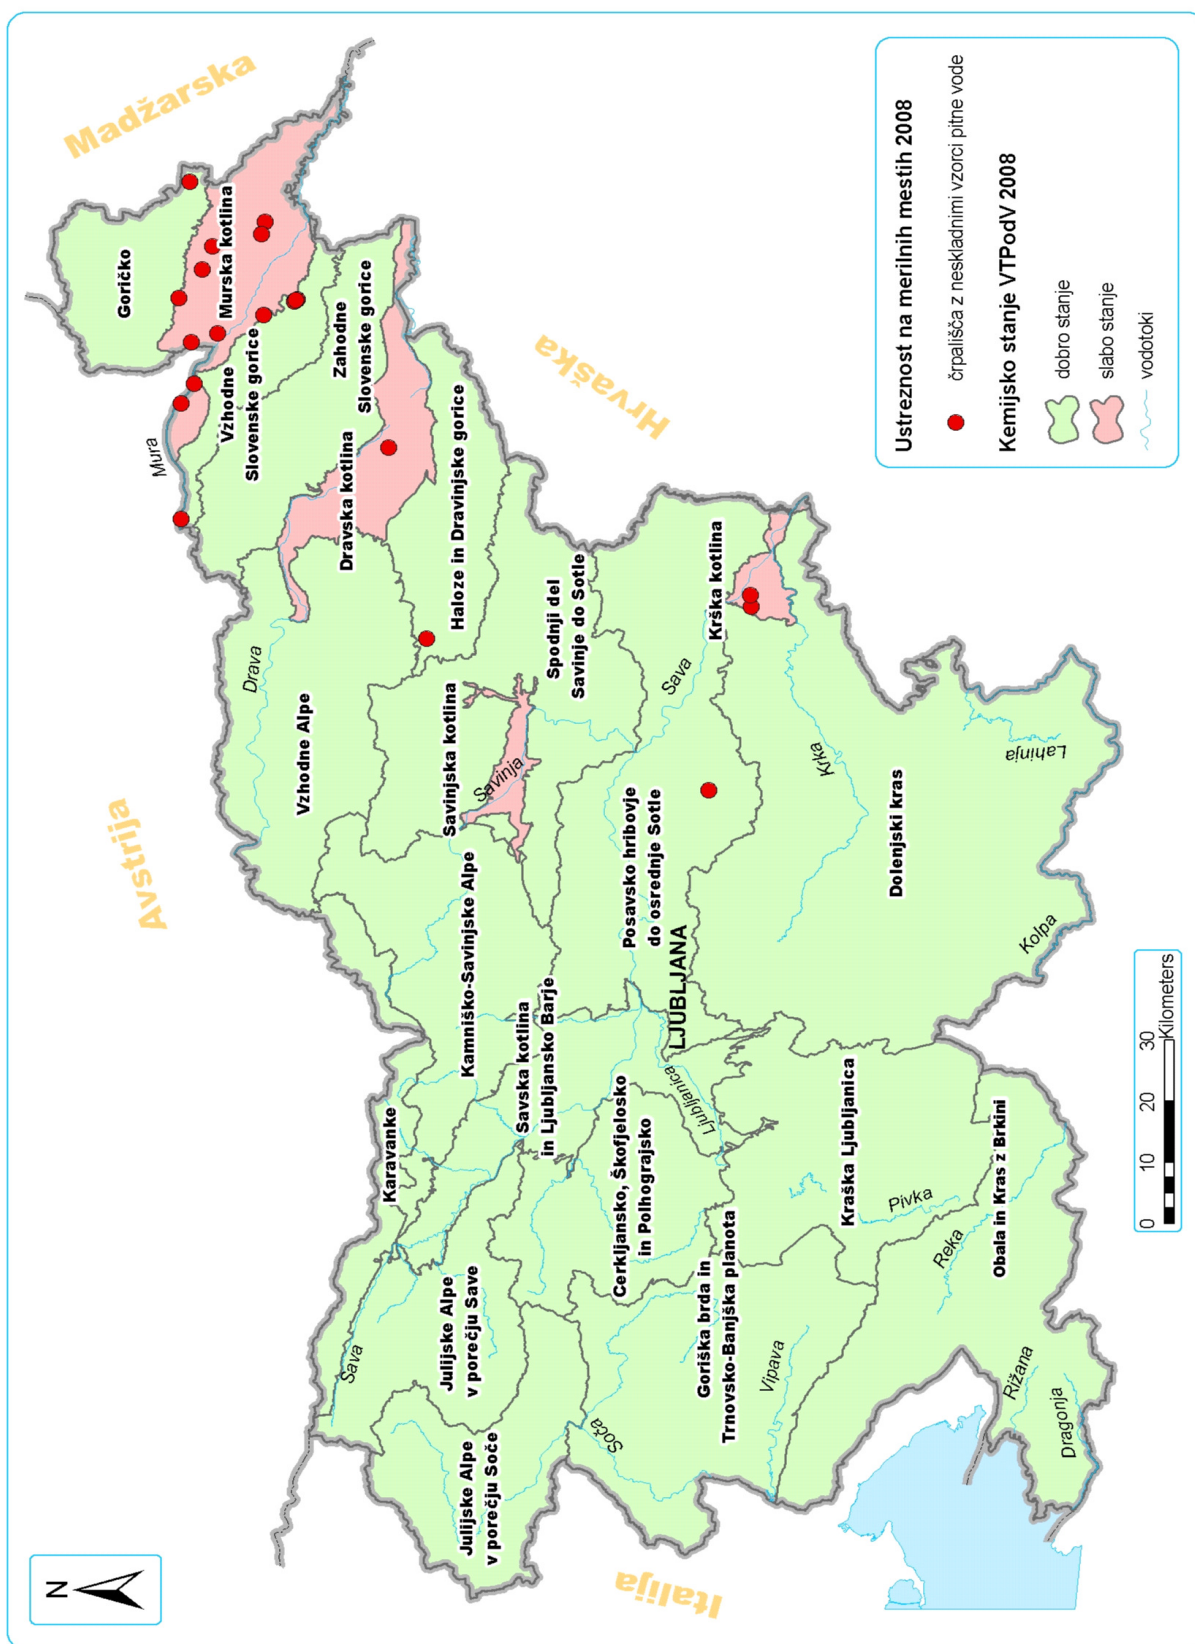 N
Avstrija
Madžarska
Hrvaška
Italija
Goričko
Murska kotlina
Mura
Vzhodne
Slovenske gorice
Zahodne
Slovenske gorice
Drava
Dravska kotlina
Vzhodne Alpe
Haloze in Dravinjske gorice
Karavanke
Sava
Julijske Alpe
v porečju Save
Julijske Alpe
v porečju Soče
Kamniško-Savinjske Alpe
Savinjska kotlina
Savinja
Spodnji del
Savinje do Sotle
Savska kotlina
in Ljubljansko Barje
Cerkljansko, Škofjelosko
in Polhograjsko
Soča
Posavsko hribovje
do osrednje Sotle
Sava
LJUBLJANA
Ljubljanica
Krška kotlina
Goriška brda in
Trnovsko-Banjška planota
Vipava
Krka
Kraška Ljubljanica
Pivka
Dolenjski kras
Reka
Obala in Kras z Brkini
Rižana
Dragonja
Kolpa
Lahinja
0 10 20 30
Kilometers
Ustreznost na merilnih mestih 2008
črpališča z neskladnimi vzorci pitne vode
Kemijsko stanje VTPodV 2008
dobro stanje
slabo stanje
vodotoki